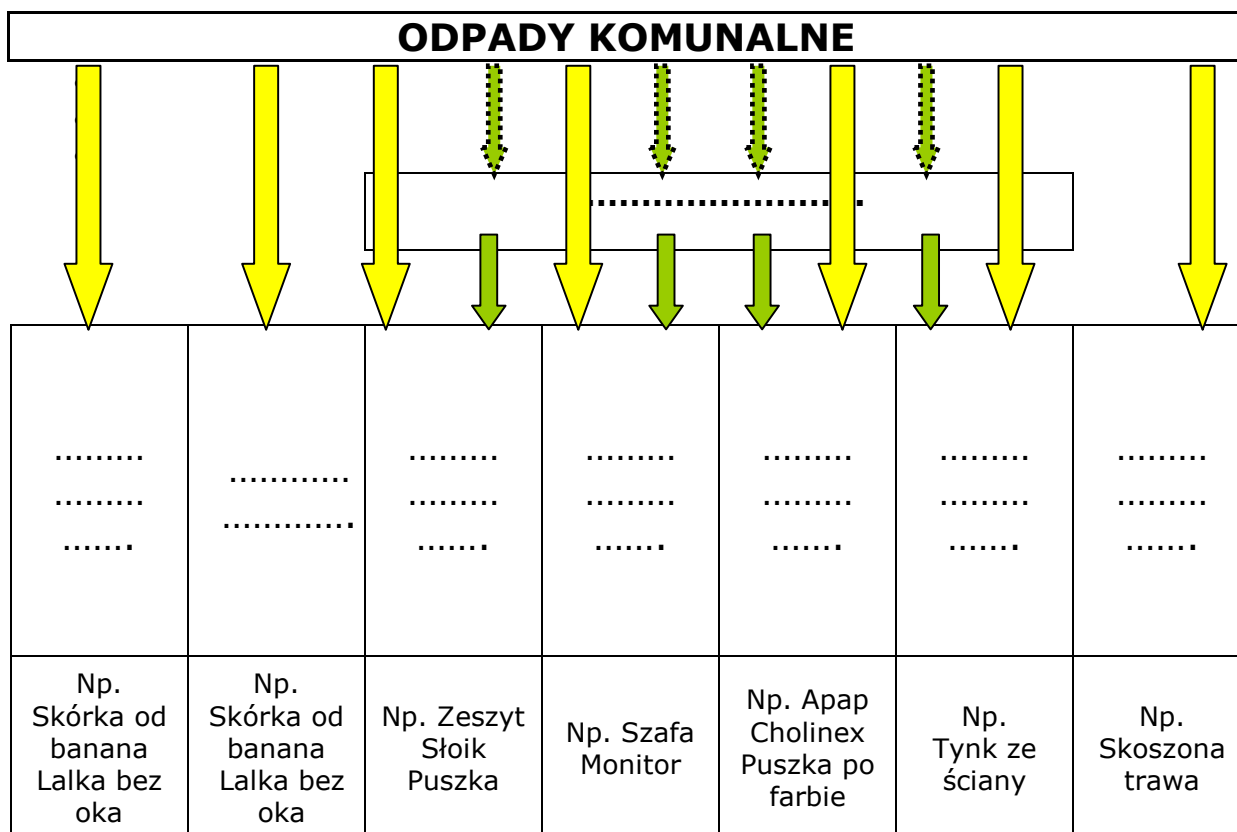 ODPADY KOMUNALNE
........................
.........
.........
.......
............
.............
.........
.........
.......
.........
.........
.......
.........
.........
.......
.........
.........
.......
.........
.........
.......
Np.
Skórka od
banana
Lalka bez
oka
Np.
Skórka od
banana
Lalka bez
oka
Np. Zeszyt
Słoik
Puszka
Np. Szafa
Monitor
Np. Apap
Cholinex
Puszka po
farbie
Np.
Tynk ze
ściany
Np.
Skoszona
trawa